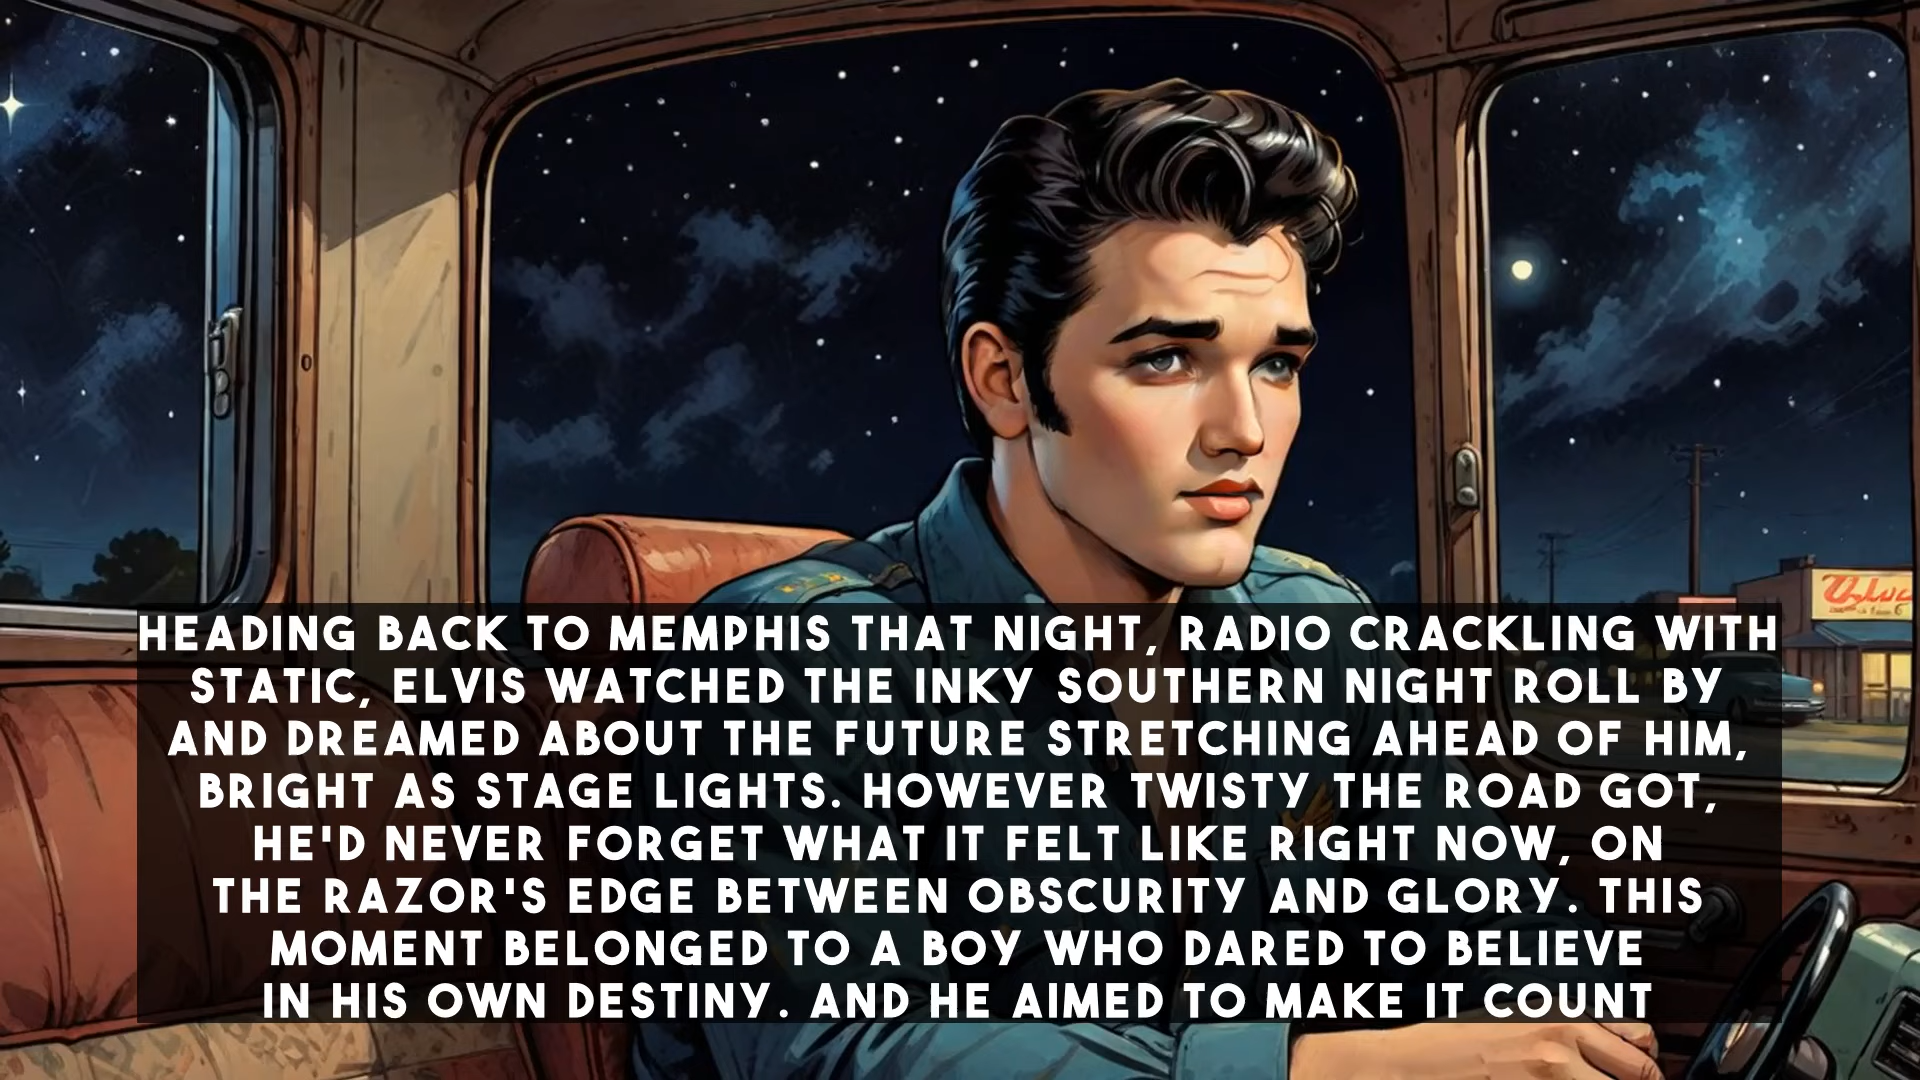 HEADING BACK TO MEMPHIS THAT NIGHT, RADIO CRACKLING WITH
STATIC, ELVIS WATCHED THE INKY SOUTHERN NIGHT ROLL BY
AND DREAMED ABOUT THE FUTURE STRETCHING AHEAD OF HIM,
BRIGHT AS STAGE LIGHTS. HOWEVER TWISTY THE ROAD GOT,
HE'D NEVER FORGET WHAT IT FELT LIKE RIGHT NOW, ON
THE RAZOR'S EDGE BETWEEN OBSCURITY AND GLORY. THIS
MOMENT BELONGED TO A BOY WHO DARED TO BELIEVE
IN HIS OWN DESTINY. AND HE AIMED TO MAKE IT COUNT